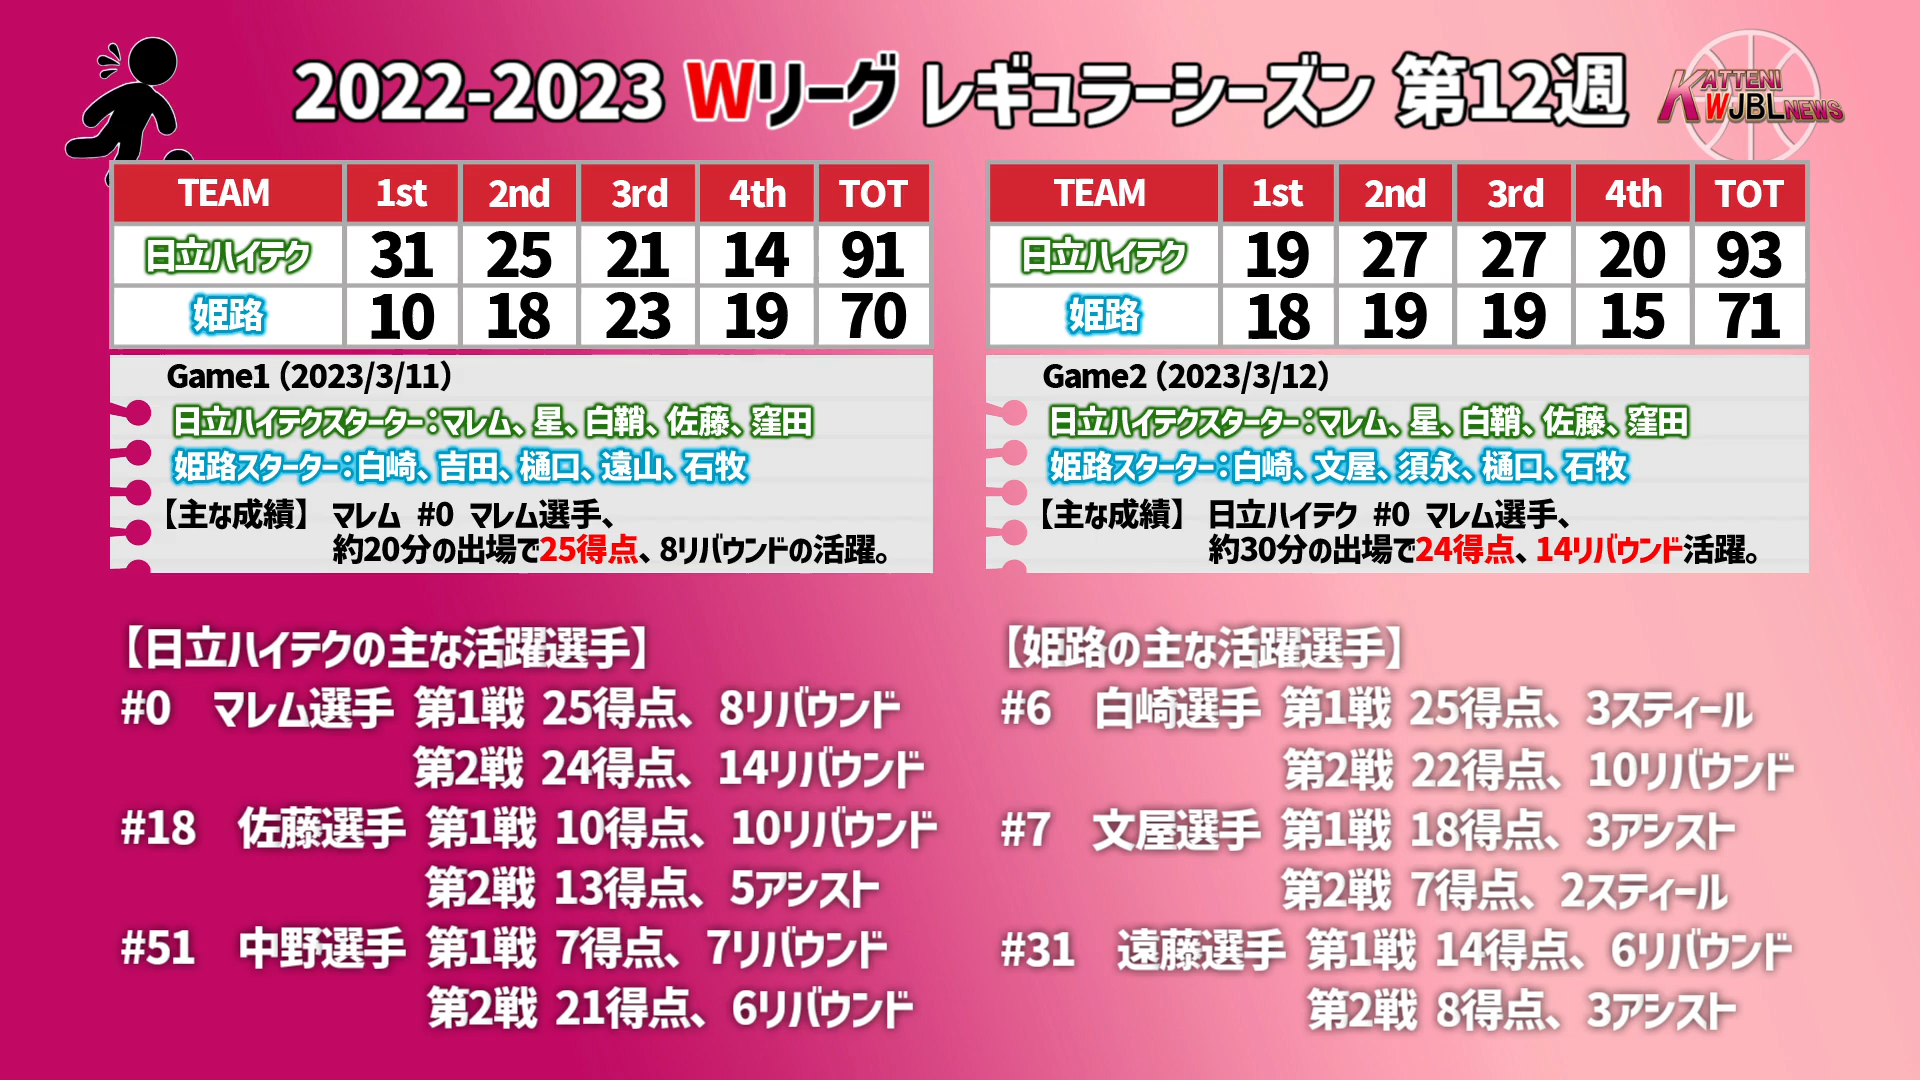 2022-2023 Wリーグ レギュラーシーズン 第12週
KATTENI
WJBL NEWS
TEAM 1st 2nd 3rd 4th TOT
日立ハイテク 31 25 21 14 91
姫路 10 18 23 19 70
Game1（2023/3/11）
日立ハイテクスターター：マレム、星、白鞘、佐藤、窪田
姫路スターター：白崎、吉田、樋口、遠山、石牧
【主な成績】 マレム #0 マレム選手、
約20分の出場で25得点、8リバウンドの活躍。
TEAM 1st 2nd 3rd 4th TOT
日立ハイテク 19 27 27 20 93
姫路 18 19 19 15 71
Game2（2023/3/12）
日立ハイテクスターター：マレム、星、白鞘、佐藤、窪田
姫路スターター：白崎、文屋、須永、樋口、石牧
【主な成績】 日立ハイテク #0 マレム選手、
約30分の出場で24得点、14リバウンド活躍。
【日立ハイテクの主な活躍選手】
#0 マレム選手 第1戦 25得点、8リバウンド
第2戦 24得点、14リバウンド
#18 佐藤選手 第1戦 10得点、10リバウンド
第2戦 13得点、5アシスト
#51 中野選手 第1戦 7得点、7リバウンド
第2戦 21得点、6リバウンド
【姫路の主な活躍選手】
#6 白崎選手 第1戦 25得点、3スティール
第2戦 22得点、10リバウンド
#7 文屋選手 第1戦 18得点、3アシスト
第2戦 7得点、2スティール
#31 遠藤選手 第1戦 14得点、6リバウンド
第2戦 8得点、3アシスト